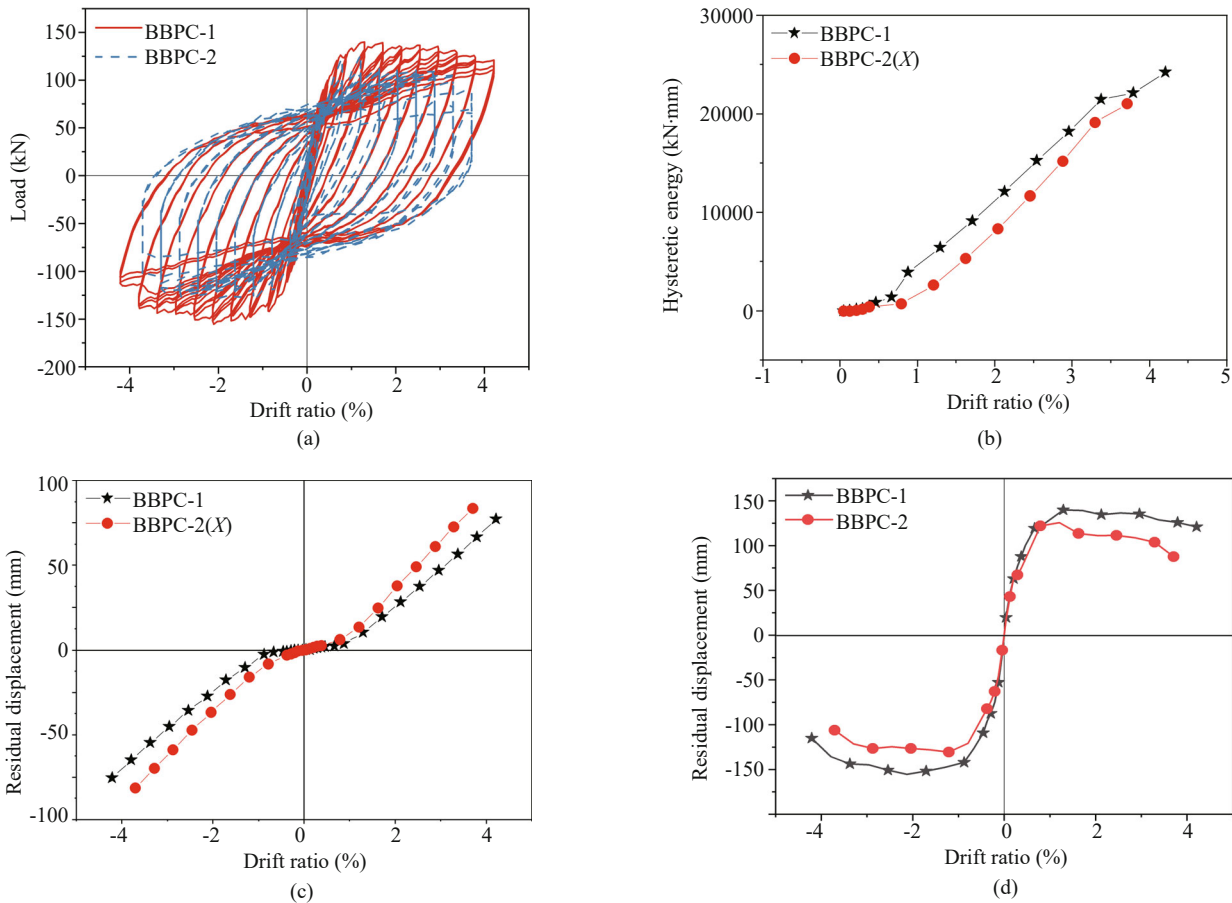 BBPC-1
BBPC-2
150
100
50
0
-50
-100
-150
-200
Load (kN)
-4
-2
0
2
4
Drift ratio (%)
(a)
BBPC-1
BBPC-2(X)
30000
20000
10000
0
Hysteretic energy (kN·mm)
-1
0
1
2
3
4
5
Drift ratio (%)
(b)
BBPC-1
BBPC-2(X)
100
50
0
-50
-100
Residual displacement (mm)
-4
-2
0
2
4
Drift ratio (%)
(c)
BBPC-1
BBPC-2
150
100
50
0
-50
-100
-150
Residual displacement (mm)
-4
-2
0
2
4
Drift ratio (%)
(d)